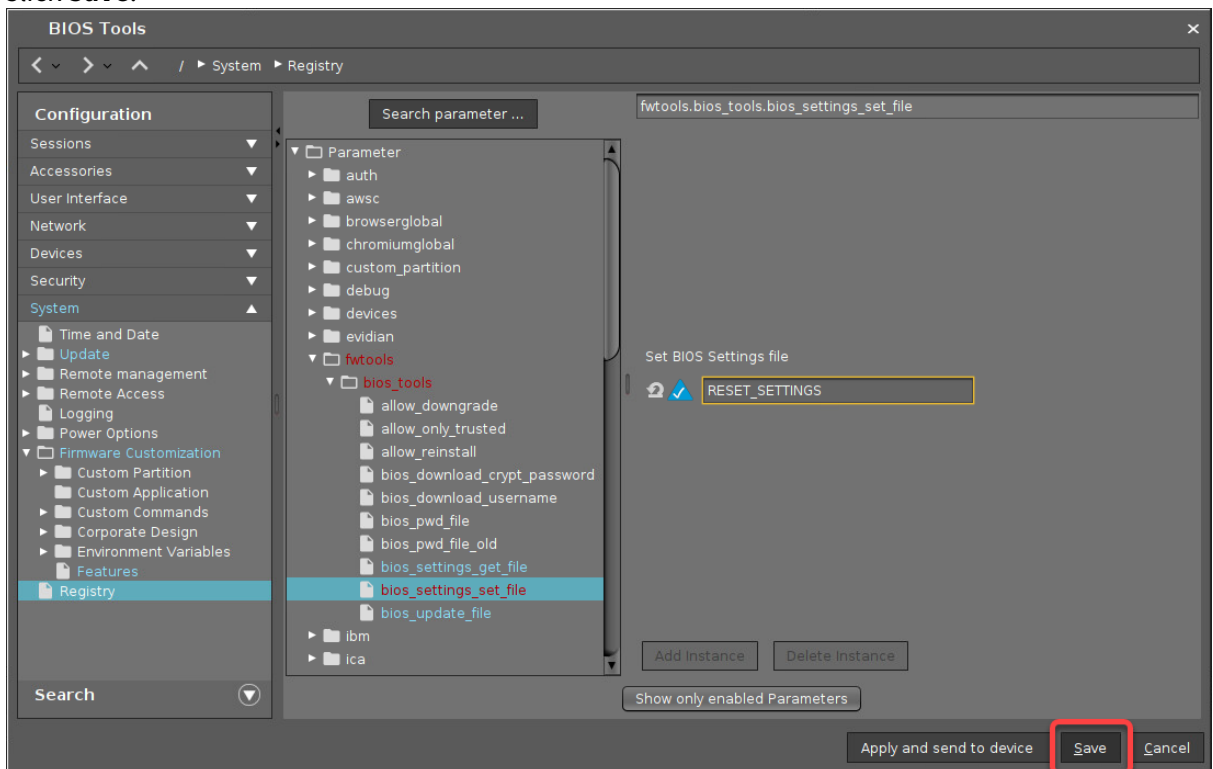 BIOS Tools
/ System Registry
Configuration
Sessions
Accessories
User Interface
Network
Devices
Security
System
Time and Date
Update
Remote management
Remote Access
Logging
Power Options
Firmware Customization
Custom Partition
Custom Application
Custom Commands
Corporate Design
Environment Variables
Features
Registry
Search
Search parameter ...
Parameter
auth
awsc
browserglobal
chromiumglobal
custom_partition
debug
devices
evidian
fwtools
bios_tools
allow_downgrade
allow_only_trusted
allow_reinstall
bios_download_crypt_password
bios_download_username
bios_pwd_file
bios_pwd_file_old
bios_settings_get_file
bios_settings_set_file
bios_update_file
ibm
ica
fwtools.bios_tools.bios_settings_set_file
Set BIOS Settings file
RESET_SETTINGS
Add Instance Delete Instance
Show only enabled Parameters
Apply and send to device Save Cancel